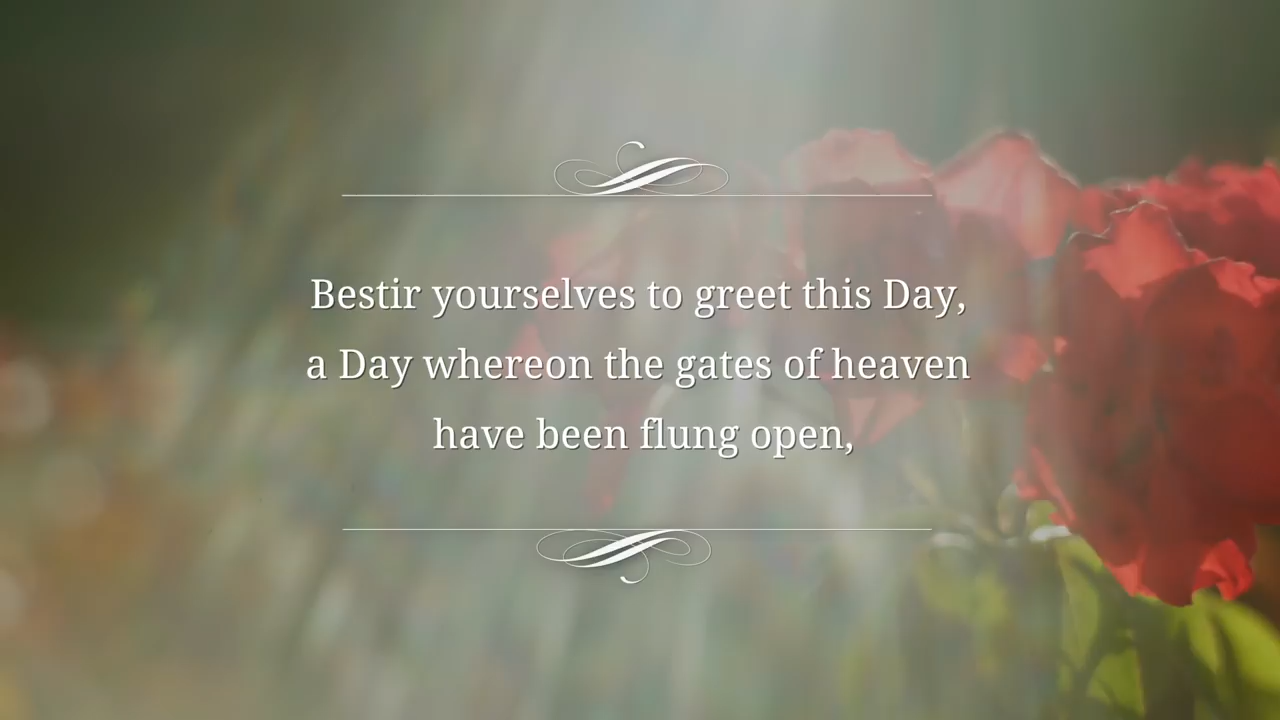 Bestir yourselves to greet this Day,
a Day whereon the gates of heaven
have been flung open,